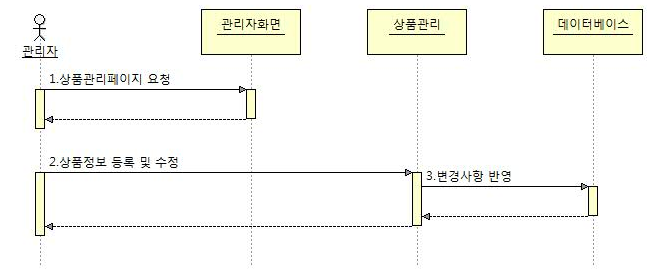 관리자화면
상품관리
데이터베이스
관리자
1.상품관리페이지 요청
2.상품정보 등록 및 수정
3.변경사항 반영